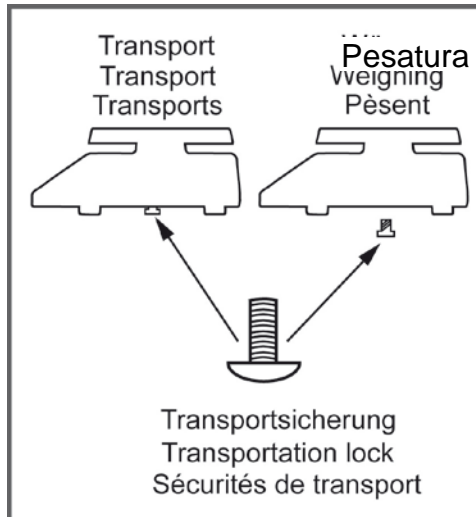 Transport
Transport
Transports
Pesatura
Weighing
Pèsent
Transportsicherung
Transportation lock
Sécurités de transport